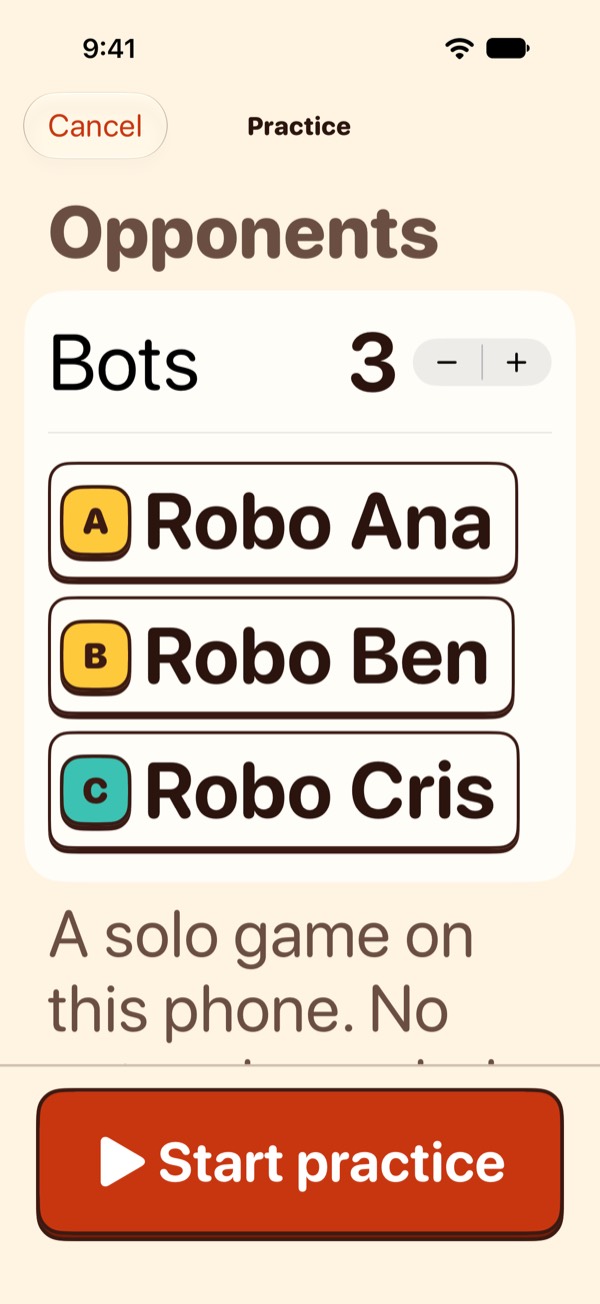 9:41
Cancel
Practice
Opponents
Bots 3 − +
A Robo Ana
B Robo Ben
C Robo Cris
A solo game on
this phone. No
Start practice